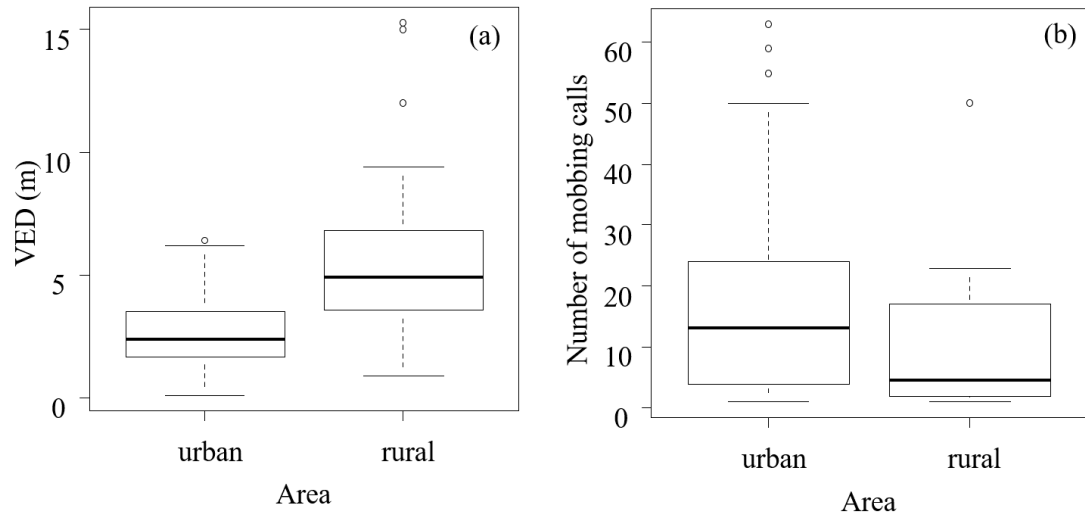 (a)
VED (m)
15
10
5
0
urban rural
Area
(b)
Number of mobbing calls
60
50
40
30
20
10
0
urban rural
Area